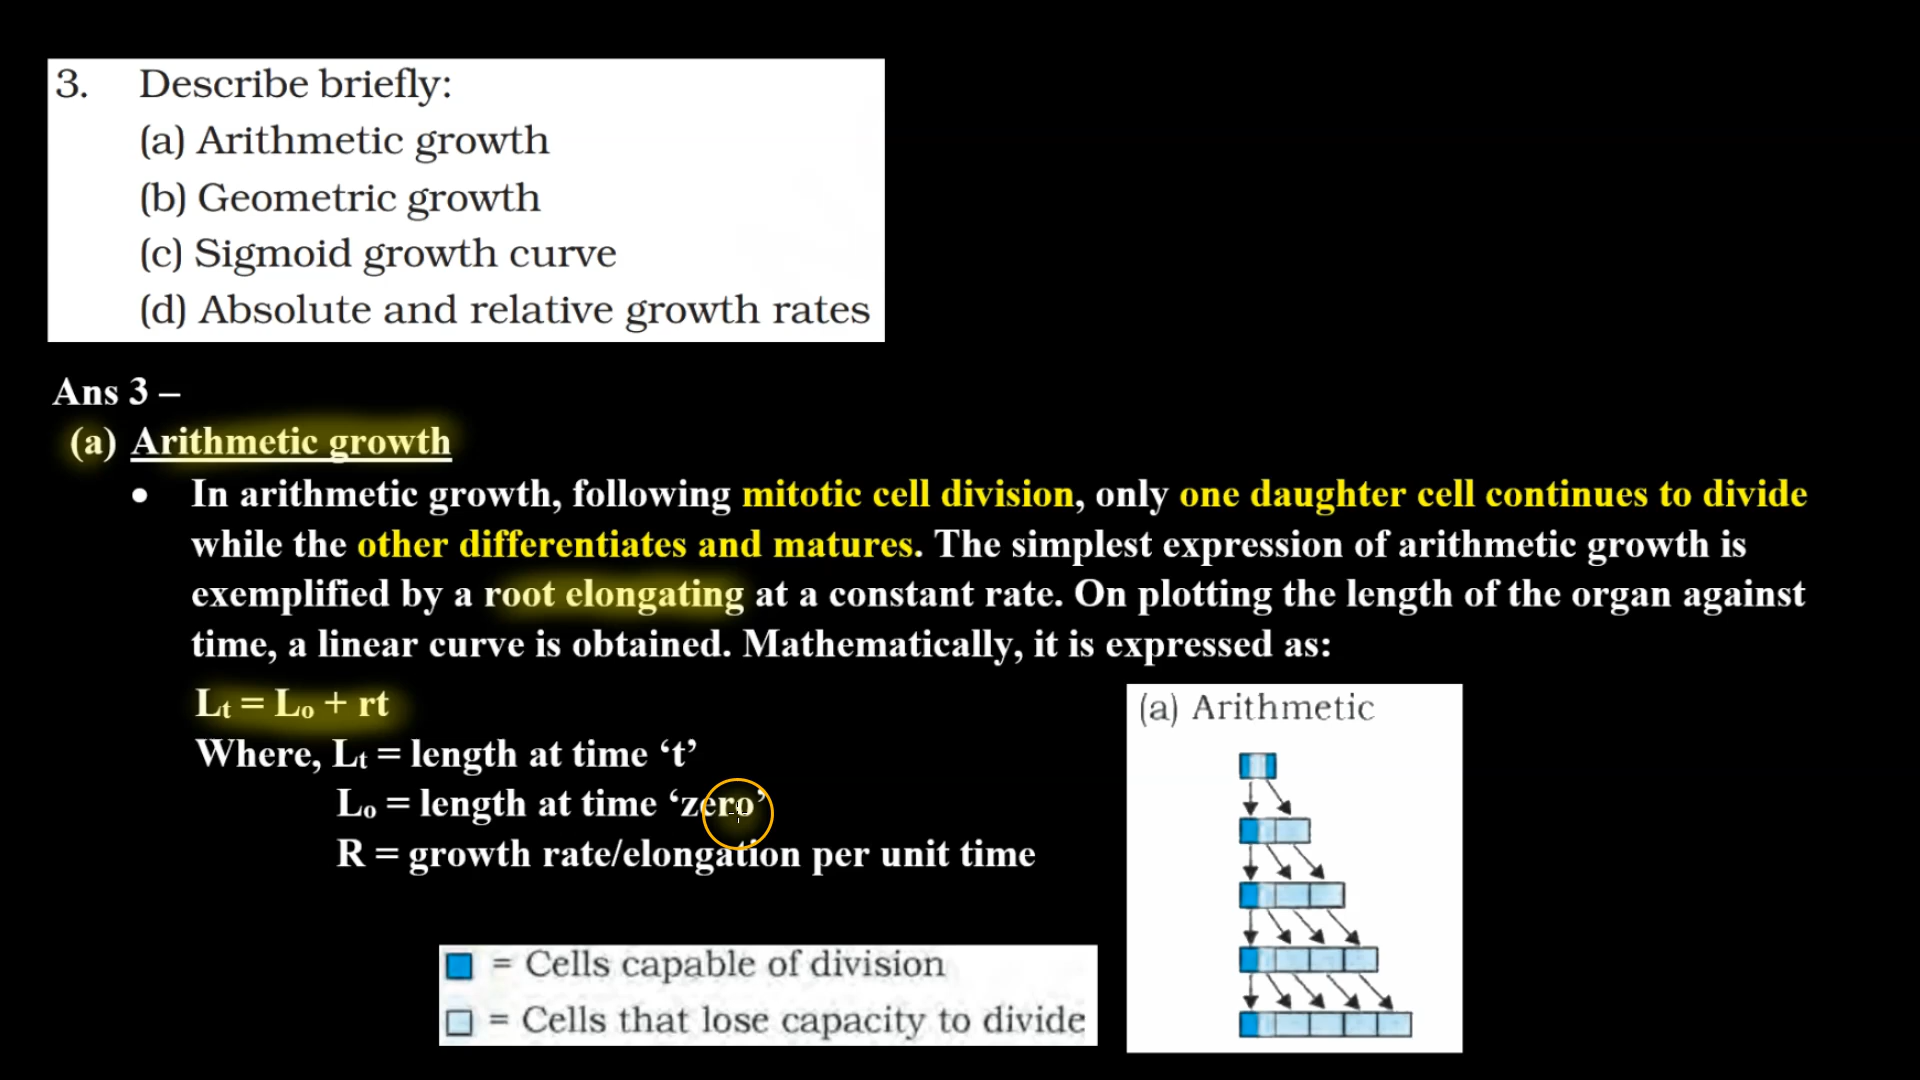 3. Describe briefly:
(a) Arithmetic growth
(b) Geometric growth
(c) Sigmoid growth curve
(d) Absolute and relative growth rates
Ans 3 –
(a) Arithmetic growth
• In arithmetic growth, following mitotic cell division, only one daughter cell continues to divide
while the other differentiates and matures. The simplest expression of arithmetic growth is
exemplified by a root elongating at a constant rate. On plotting the length of the organ against
time, a linear curve is obtained. Mathematically, it is expressed as:
Lt = Lo + rt
Where, Lt = length at time ‘t’
Lo = length at time ‘zero’
R = growth rate/elongation per unit time
(a) Arithmetic
= Cells capable of division
= Cells that lose capacity to divide